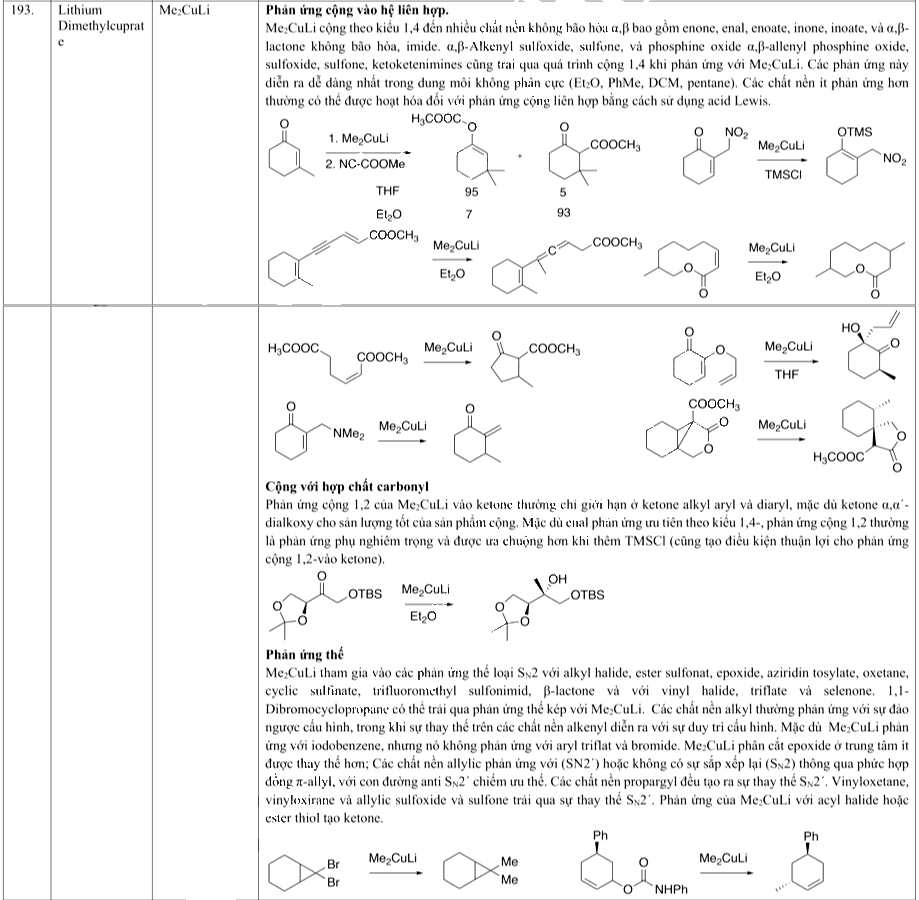 193.
Lithium
Dimethylcuprat
e
Me2CuLi
Phản ứng cộng vào hệ liên hợp.
Me2CuLi cộng theo kiểu 1,4 đến nhiều chất nền không bão hòa α,β bao gồm enone, enal, enoate, inone, inoate, và α,β-
lactone không bão hòa, imide. α,β-Alkenyl sulfoxide, sulfone, và phosphine oxide α,β-allenyl phosphine oxide,
sulfoxide, sulfone, ketoketenimines cũng trải qua quá trình cộng 1,4 khi phản ứng với Me2CuLi. Các phản ứng này
diễn ra dễ dàng nhất trong dung môi không phân cực (Et2O, PhMe, DCM, pentane). Các chất nền ít phản ứng hơn
thường có thể được hoạt hóa đối với phản ứng cộng liên hợp bằng cách sử dụng acid Lewis.
O
1. Me2CuLi
2. NC-COOMe
H3COOC
O
+
O
COOCH3
THF
95
5
Et2O
7
93
O
NO2
Me2CuLi
TMSCl
OTMS
NO2
COOCH3
Me2CuLi
Et2O
C
COOCH3
O
O
Me2CuLi
Et2O
O
O
H3COOC
COOCH3
Me2CuLi
O
COOCH3
O
O
Me2CuLi
THF
HO
O
O
NMe2
Me2CuLi
O
COOCH3
O
O
Me2CuLi
H3COOC
O
O
Cộng với hợp chất carbonyl
Phản ứng cộng 1,2 của Me2CuLi vào ketone thường chỉ giới hạn ở ketone alkyl aryl và diaryl, mặc dù ketone α,α´-
dialkoxy cho sản lượng tốt của sản phẩm cộng. Mặc dù enal phản ứng ưu tiên theo kiểu 1,4-, phản ứng cộng 1,2 thường
là phản ứng phụ nghiêm trọng và được ưa chuộng hơn khi thêm TMSCl (cũng tạo điều kiện thuận lợi cho phản ứng
cộng 1,2-vào ketone).
O
OTBS
O
O
Me2CuLi
Et2O
OH
OTBS
O
O
Phản ứng thế
Me2CuLi tham gia vào các phản ứng thế loại SN2 với alkyl halide, ester sulfonat, epoxide, aziridin tosylate, oxetane,
cyclic sulfinate, trifluoromethyl sulfonimid, β-lactone và với vinyl halide, triflate và selenone. 1,1-
Dibromocyclopropane có thể trải qua phản ứng thế kép với Me2CuLi. Các chất nền alkyl thường phản ứng với sự đảo
ngược cấu hình, trong khi sự thay thế trên các chất nền alkenyl diễn ra với sự duy trì cấu hình. Mặc dù Me2CuLi phản
ứng với iodobenzene, nhưng nó không phản ứng với aryl triflat và bromide. Me2CuLi phân cắt epoxide ở trung tâm ít
được thay thế hơn; Các chất nền allylic phản ứng với (SN2´) hoặc không có sự sắp xếp lại (SN2) thông qua phức hợp
đồng π-allyl, với con đường anti SN2´ chiếm ưu thế. Các chất nền propargyl đều tạo ra sự thay thế SN2´. Vinyloxetane,
vinyloxirane và allylic sulfoxide và sulfone trải qua sự thay thế SN2´. Phản ứng của Me2CuLi với acyl halide hoặc
ester thiol tạo ketone.
Br
Br
Me2CuLi
Me
Me
Ph
O
O
NHPh
Me2CuLi
Ph